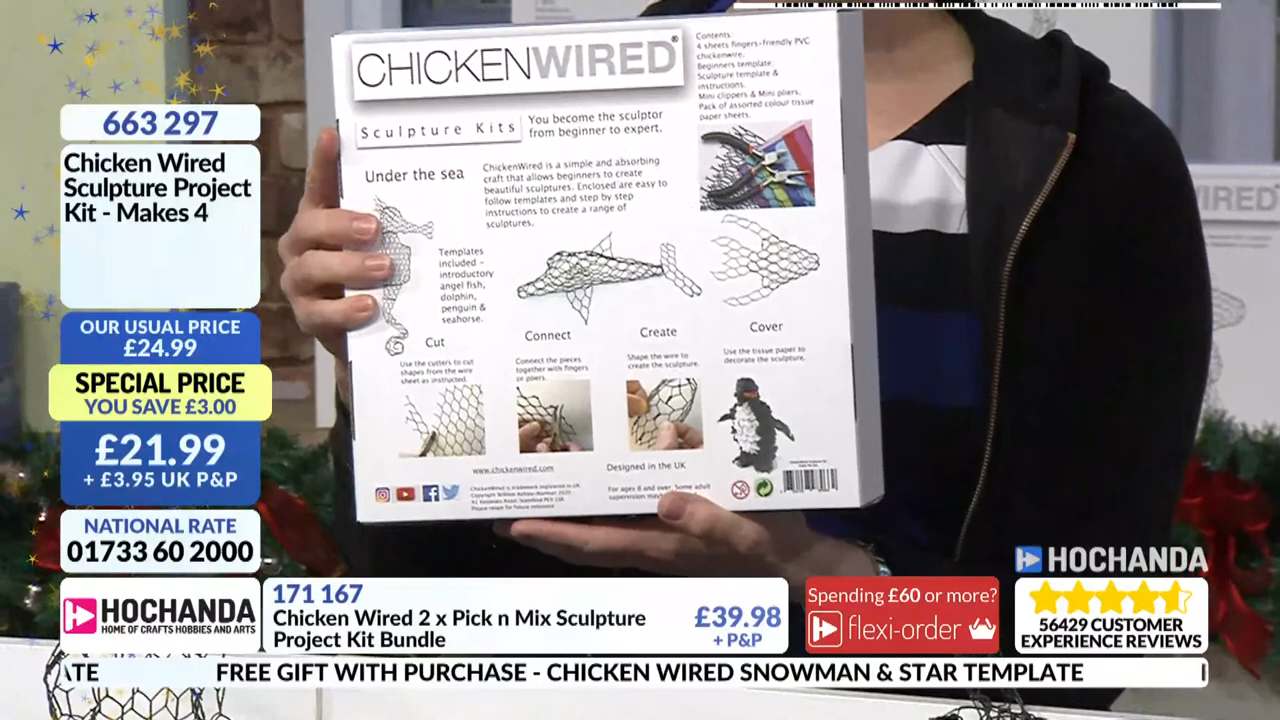 663 297
Chicken Wired
Sculpture Project
Kit - Makes 4
OUR USUAL PRICE
£24.99
SPECIAL PRICE
YOU SAVE £3.00
£21.99
+ £3.95 UK P&P
NATIONAL RATE
01733 60 2000
CHICKENWIRED®
Sculpture Kits
You become the sculptor
from beginner to expert.
Contents:
4 sheets fingers-friendly PVC
chickenwire.
Beginners template.
Sculpture template &
instructions.
Mini clippers & Mini pliers.
Pack of assorted colour tissue
paper sheets.
Under the sea
ChickenWired is a simple and absorbing
craft that allows beginners to create
beautiful sculptures. Enclosed are easy to
follow templates and step by step
instructions to create a range of
sculptures.
Templates
included -
introductory
angel fish,
dolphin,
penguin &
seahorse.
Cut
Use the cutters to cut
shapes from the wire
sheet as instructed.
Connect
Connect the pieces
together with fingers
or pliers.
Create
Shape the wire to
create the sculpture.
Cover
Use the tissue paper to
decorate the sculpture.
www.chickenwired.com
Designed in the UK
For ages 8 and over. Some adult
supervision may
WIRED
HOCHANDA
HOCHANDA
HOME OF CRAFTS HOBBIES AND ARTS
171 167
Chicken Wired 2 x Pick n Mix Sculpture
Project Kit Bundle
£39.98
+ P&P
Spending £60 or more?
flexi-order
56429 CUSTOMER
EXPERIENCE REVIEWS
ATE FREE GIFT WITH PURCHASE - CHICKEN WIRED SNOWMAN & STAR TEMPLATE